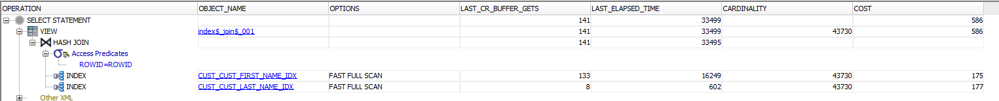 OPERATION OBJECT_NAME OPTIONS LAST_CR_BUFFER_GETS LAST_ELAPSED_TIME CARDINALITY COST
SELECT STATEMENT 141 33499 586
VIEW index$_join$_001 141 33499 43730 586
HASH JOIN 141 33495
Access Predicates
ROWID=ROWID
INDEX CUST_CUST_FIRST_NAME_IDX FAST FULL SCAN 133 16249 43730 175
INDEX CUST_CUST_LAST_NAME_IDX FAST FULL SCAN 8 602 43730 177
Other XML